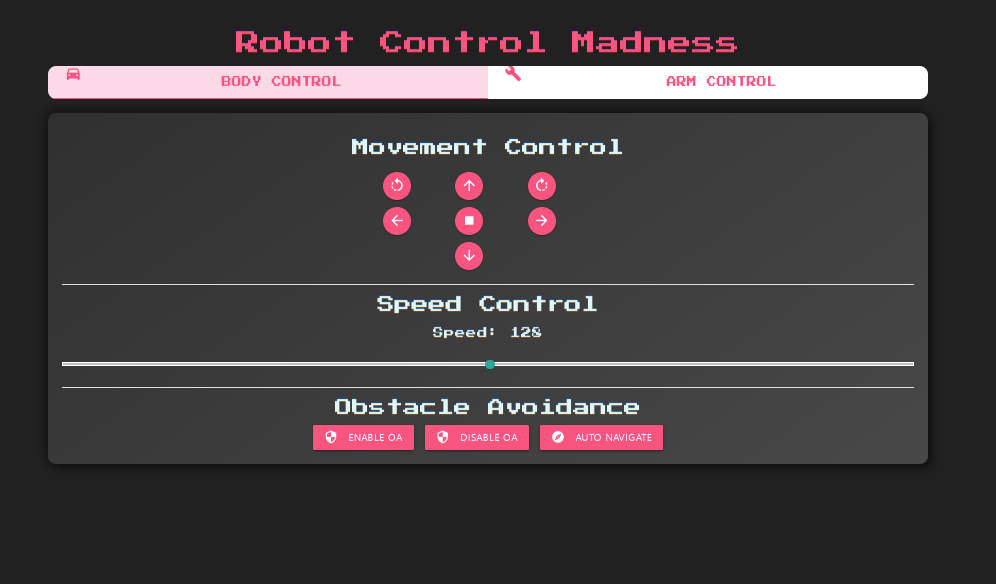 Robot Control Madness
BODY CONTROL
ARM CONTROL
Movement Control
Speed Control
Speed: 128
Obstacle Avoidance
ENABLE OA
DISABLE OA
AUTO NAVIGATE